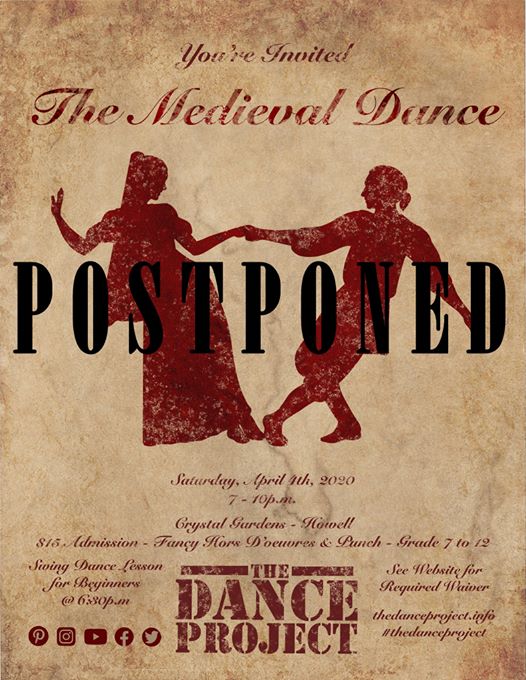 You're Invited
The Medieval Dance
POSTPONED
Saturday, April 4th, 2020
7 - 10p.m.
Crystal Gardens - Howell
$15 Admission - Fancy Hors D'oeuvres & Punch - Grade 7 to 12
Swing Dance Lesson
for Beginners
@ 6:30p.m
THE
DANCE
PROJECT
See Website for
Required Waiver
thedanceproject.info
#thedanceproject